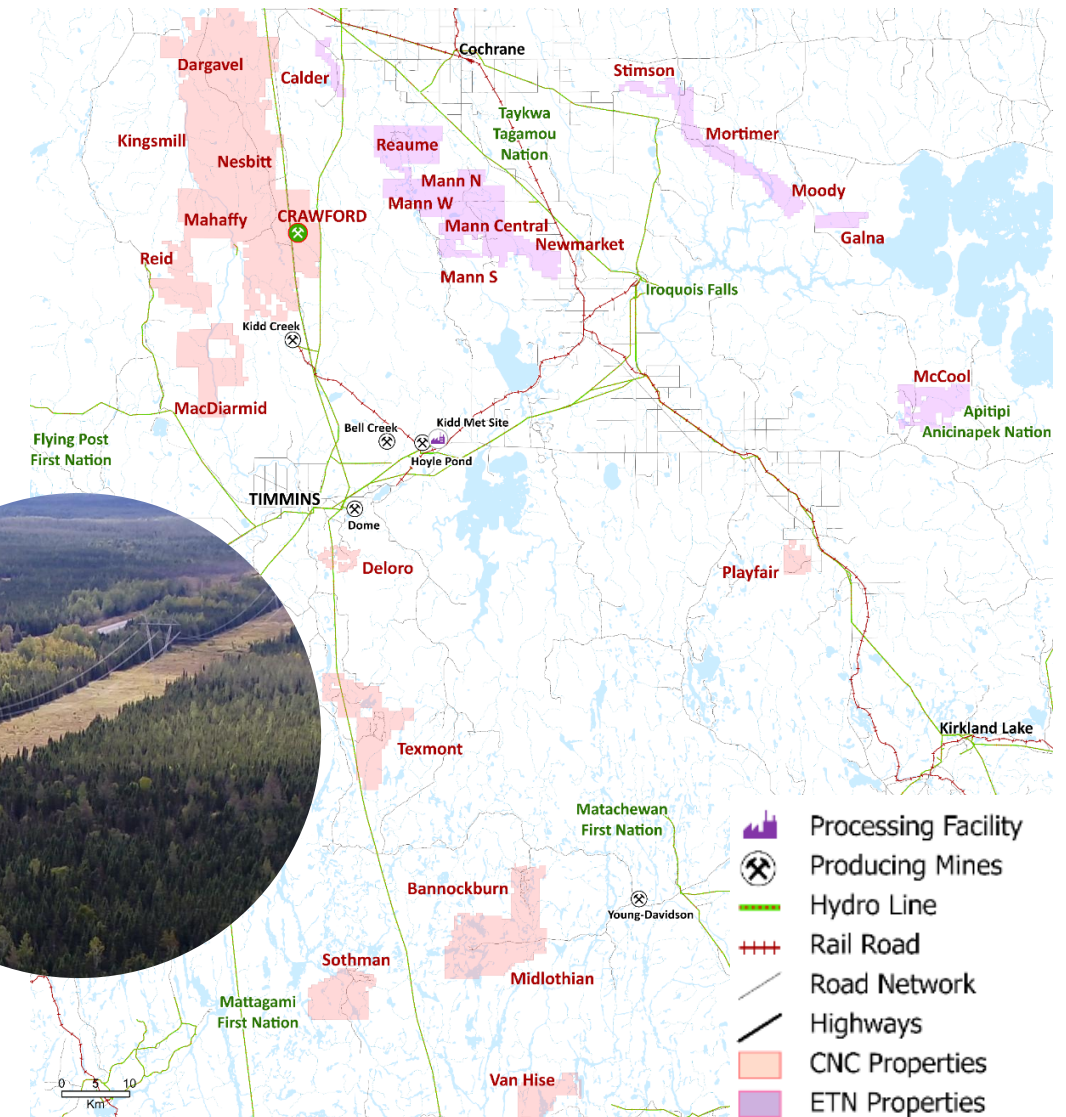 Cochrane
Dargavel
Calder
Stimson
Taykwa
Tagamou
Nation
Kingsmill
Reaume
Mortimer
Nesbitt
Mann N
Moody
Mann W
Mahaffy
CRAWFORD
Mann Central
Galna
Newmarket
Reid
Mann S
Iroquois Falls
Kidd Creek
McCool
MacDiarmid
Apitipi
Anicinapek Nation
Kidd Met Site
Bell Creek
Flying Post
First Nation
Hoyle Pond
TIMMINS
Dome
Deloro
Playfair
Texmont
Kirkland Lake
Matachewan
First Nation
Bannockburn
Young-Davidson
Sothman
Midlothian
Mattagami
First Nation
Van Hise
0 5 10
Km
Processing Facility
Producing Mines
Hydro Line
Rail Road
Road Network
Highways
CNC Properties
ETN Properties